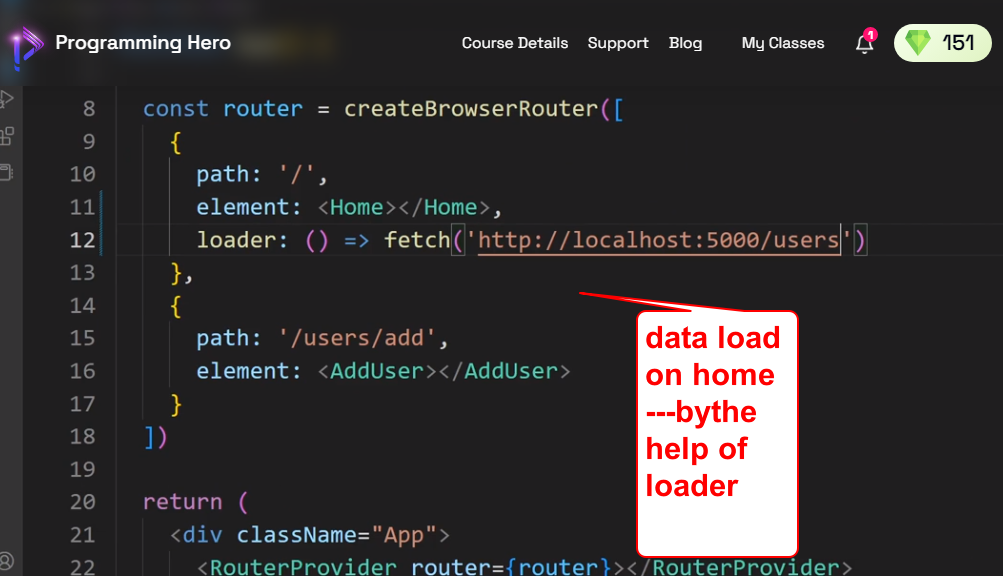 Programming Hero
Course Details Support Blog My Classes 1 151
8 const router = createBrowserRouter([
9 {
10 path: '/',
11 element: <Home></Home>,
12 loader: () => fetch('http://localhost:5000/users')
13 },
14 {
15 path: '/users/add',
16 element: <AddUser></AddUser>
17 }
18 ])
19
20 return (
21 <div className="App">
22 <RouterProvider router={router}></RouterProvider>
data load
on home
---bythe
help of
loader